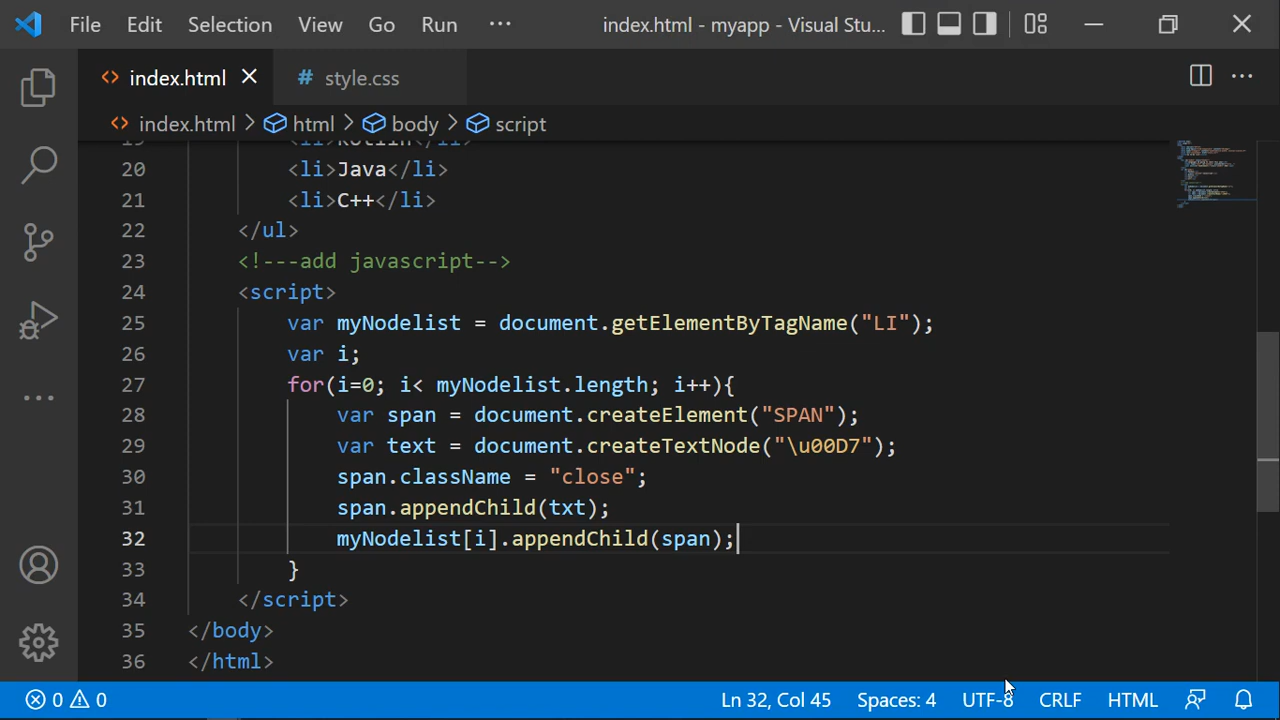 File Edit Selection View Go Run ··· index.html - myapp - Visual Stu...
index.html # style.css
index.html > html > body > script
19 <li>Kotlin</li>
20 <li>Java</li>
21 <li>C++</li>
22 </ul>
23 <!---add javascript-->
24 <script>
25 var myNodelist = document.getElementByTagName("LI");
26 var i;
27 for(i=0; i< myNodelist.length; i++){
28 var span = document.createElement("SPAN");
29 var text = document.createTextNode("\u00D7");
30 span.className = "close";
31 span.appendChild(txt);
32 myNodelist[i].appendChild(span);
33 }
34 </script>
35 </body>
36 </html>
0 0 Ln 32, Col 45 Spaces: 4 UTF-8 CRLF HTML